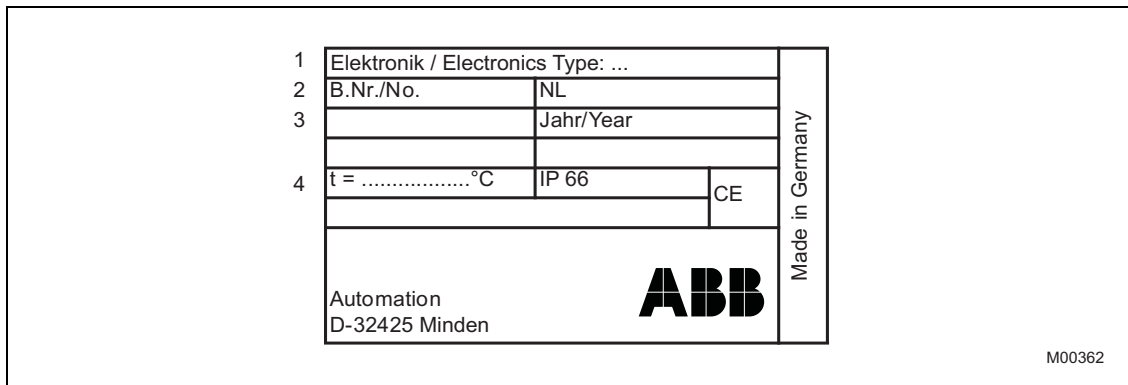 1 Elektronik / Electronics Type: ...
2 B.Nr./No. NL
3 Jahr/Year
4 t = ..................°C IP 66
CE
Made in Germany
ABB
Automation
D-32425 Minden
M00362